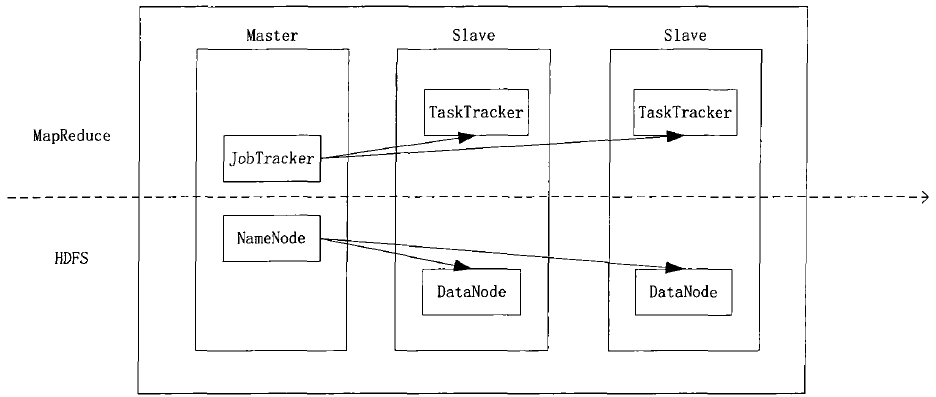 Master
Slave
Slave
TaskTracker
TaskTracker
MapReduce
JobTracker
NameNode
HDFS
DataNode
DataNode